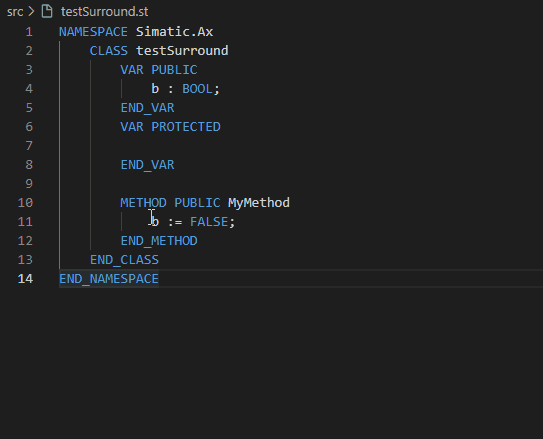 src > testSurround.st
1 NAMESPACE Simatic.Ax
2 CLASS testSurround
3 VAR PUBLIC
4 b : BOOL;
5 END_VAR
6 VAR PROTECTED
7
8 END_VAR
9
10 METHOD PUBLIC MyMethod
11 b := FALSE;
12 END_METHOD
13 END_CLASS
14 END_NAMESPACE